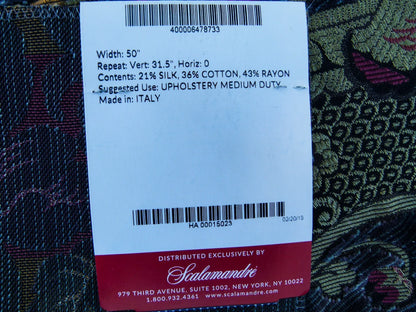 400006478733
Width: 50"
Repeat: Vert: 31.5", Horiz: 0
Contents: 21% SILK, 36% COTTON, 43% RAYON
Suggested Use: UPHOLSTERY MEDIUM DUTY
Made in: ITALY
HA 00015023
02/20/15
DISTRIBUTED EXCLUSIVELY BY
Scalamandré
979 THIRD AVENUE, SUITE 1002, NEW YORK, NY 10022
1.800.932.4361 www.scalamandre.com